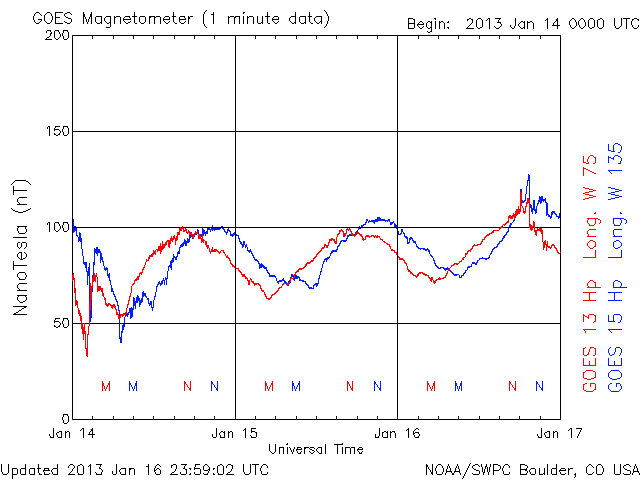 GOES Magnetometer (1 minute data)
Begin: 2013 Jan 14 0000 UTC
200
150
100
50
0
NanoTesla (nT)
M M N N M M N N M M N N
Jan 14 Jan 15 Jan 16 Jan 17
Universal Time
GOES 13 Hp Long. W 75
GOES 15 Hp Long. W 135
Updated 2013 Jan 16 23:59:02 UTC
NOAA/SWPC Boulder, CO USA